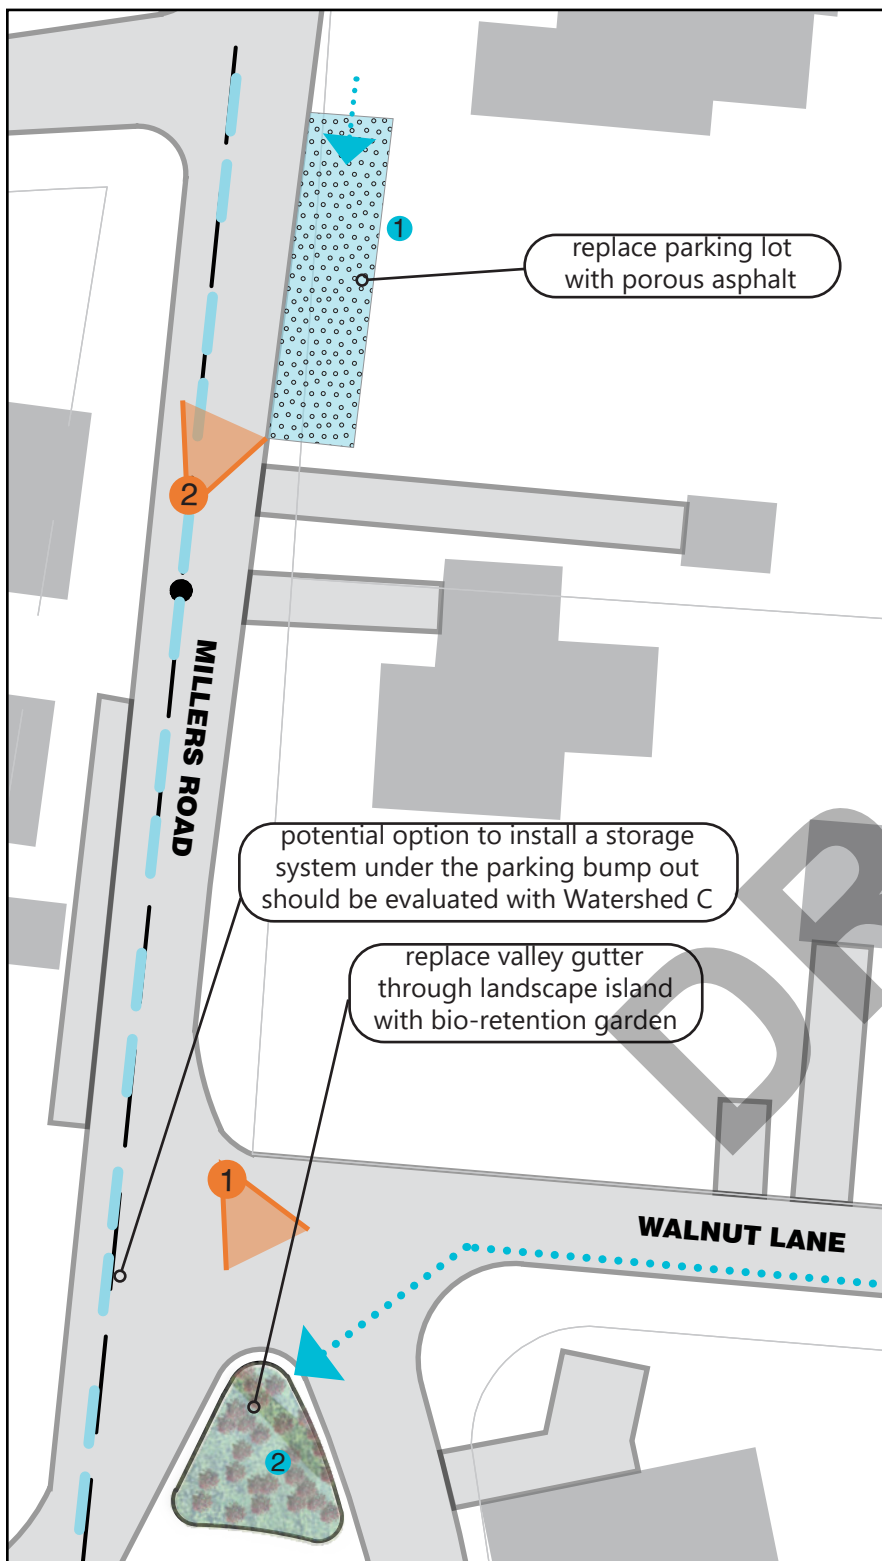 1
replace parking lot
with porous asphalt
2
MILLERS ROAD
potential option to install a storage
system under the parking bump out
should be evaluated with Watershed C
replace valley gutter
through landscape island
with bio-retention garden
DR
1
WALNUT LANE
2